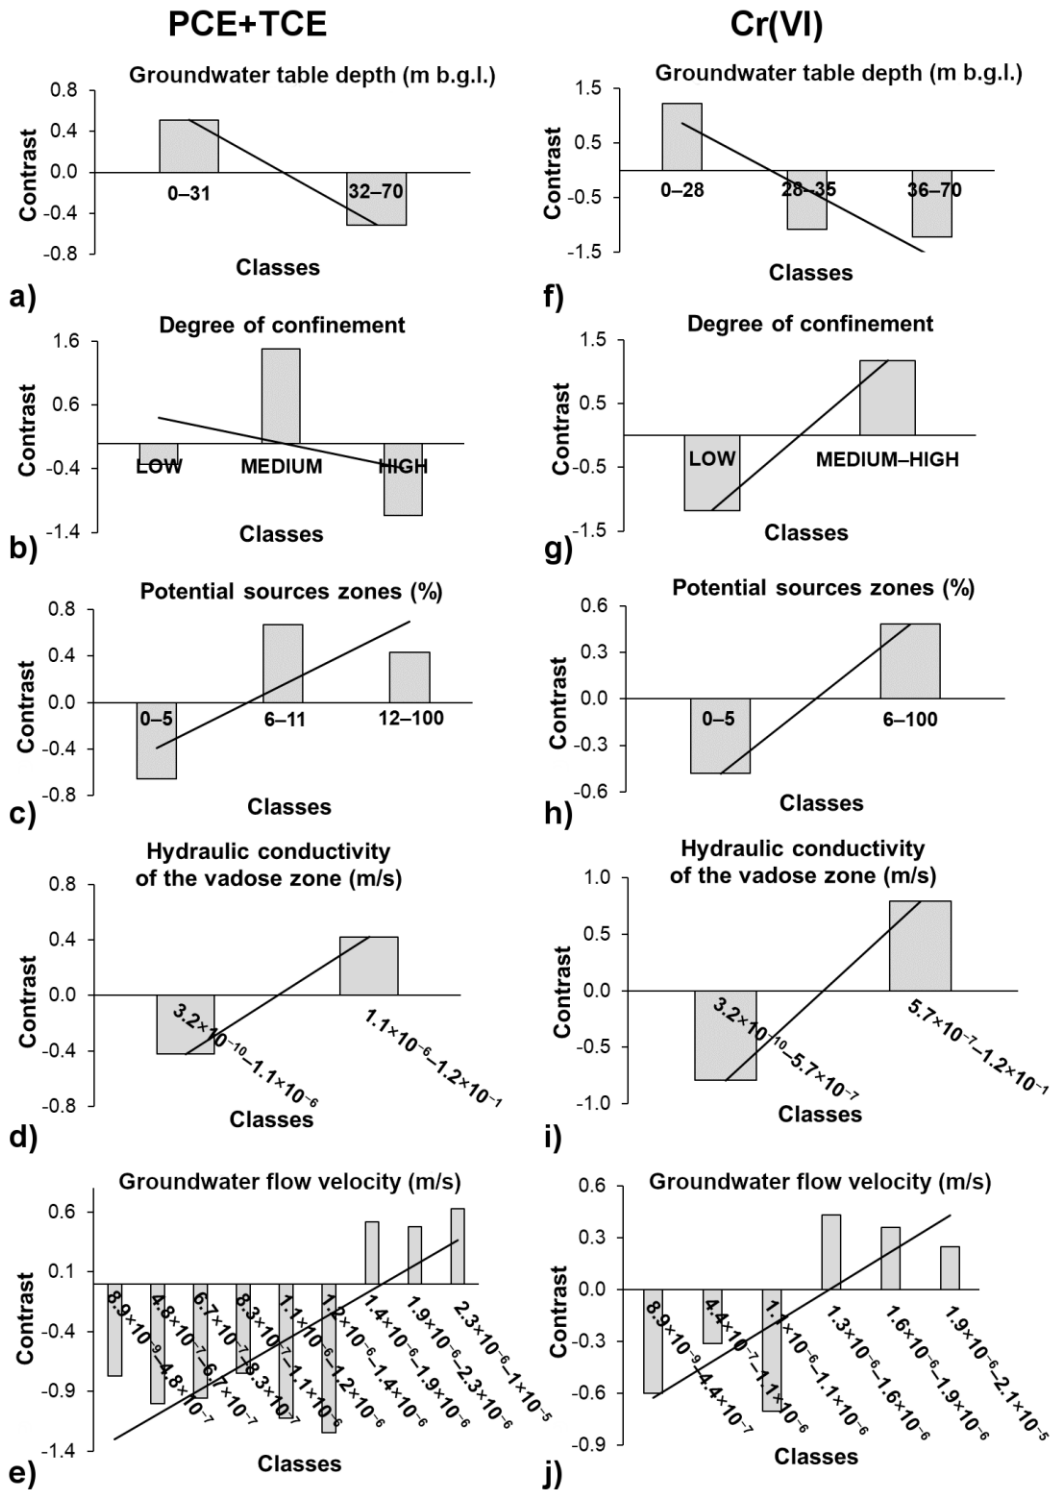 PCE+TCE
Groundwater table depth (m b.g.l.)
Contrast
0.8
0.4
0.0
-0.4
-0.8
0–31
32–70
Classes
a)
Degree of confinement
Contrast
1.6
0.6
-0.4
-1.4
LOW
MEDIUM
HIGH
Classes
b)
Potential sources zones (%)
Contrast
0.8
0.4
0.0
-0.4
-0.8
0–5
6–11
12–100
Classes
c)
Hydraulic conductivity
of the vadose zone (m/s)
Contrast
0.8
0.4
0.0
-0.4
-0.8
3.2×10⁻¹⁰–1.1×10⁻⁶
1.1×10⁻⁶–1.2×10⁻¹
Classes
d)
Groundwater flow velocity (m/s)
Contrast
0.6
0.1
-0.4
-0.9
-1.4
8.9×10⁻⁹–4.8×10⁻⁷
4.8×10⁻⁷–6.7×10⁻⁷
6.7×10⁻⁷–8.3×10⁻⁷
8.3×10⁻⁷–1.1×10⁻⁶
1.1×10⁻⁶–1.2×10⁻⁶
1.2×10⁻⁶–1.4×10⁻⁶
1.4×10⁻⁶–1.9×10⁻⁶
1.9×10⁻⁶–2.3×10⁻⁶
2.3×10⁻⁶–1×10⁻⁵
Classes
e)
Cr(VI)
Groundwater table depth (m b.g.l.)
Contrast
1.5
0.5
-0.5
-1.5
0–28
28–35
36–70
Classes
f)
Degree of confinement
Contrast
1.5
0.5
-0.5
-1.5
LOW
MEDIUM–HIGH
Classes
g)
Potential sources zones (%)
Contrast
0.6
0.3
0.0
-0.3
-0.6
0–5
6–100
Classes
h)
Hydraulic conductivity
of the vadose zone (m/s)
Contrast
1.0
0.5
0.0
-0.5
-1.0
3.2×10⁻¹⁰–5.7×10⁻⁷
5.7×10⁻⁷–1.2×10⁻¹
Classes
i)
Groundwater flow velocity (m/s)
Contrast
0.6
0.3
0.0
-0.3
-0.6
-0.9
8.9×10⁻⁹–4.4×10⁻⁷
4.4×10⁻⁷–1.1×10⁻⁶
1.1×10⁻⁶–1.1×10⁻⁶
1.3×10⁻⁶–1.6×10⁻⁶
1.6×10⁻⁶–1.9×10⁻⁶
1.9×10⁻⁶–2.1×10⁻⁵
Classes
j)